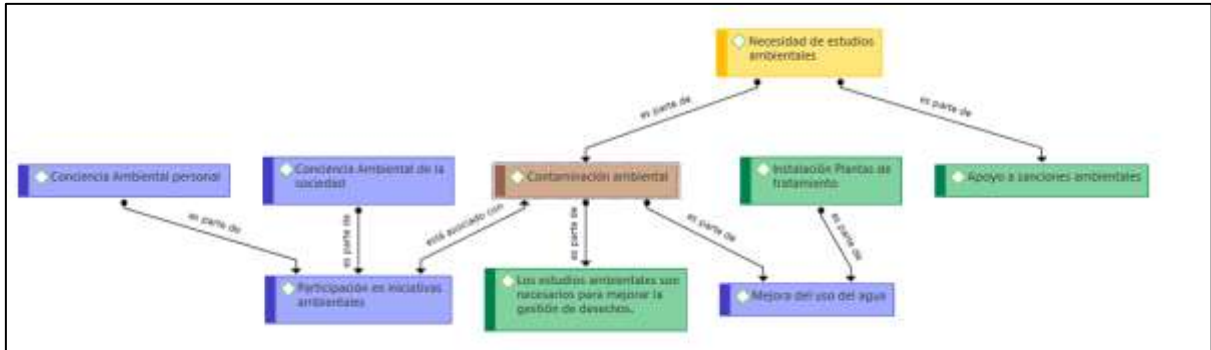 Necesidad de estudios
ambientales
es parte de
es parte de
Conciencia Ambiental personal
Conciencia Ambiental de la
sociedad
Contaminación ambiental
Instalación Plantas de
tratamiento
Apoyo a sanciones ambientales
es parte de
es parte de
está asociado con
es parte de
es parte de
es parte de
Participación es iniciativas
ambientales
Los estudios ambientales son
necesarios para mejorar la
gestión de desechos.
Mejora del uso del agua